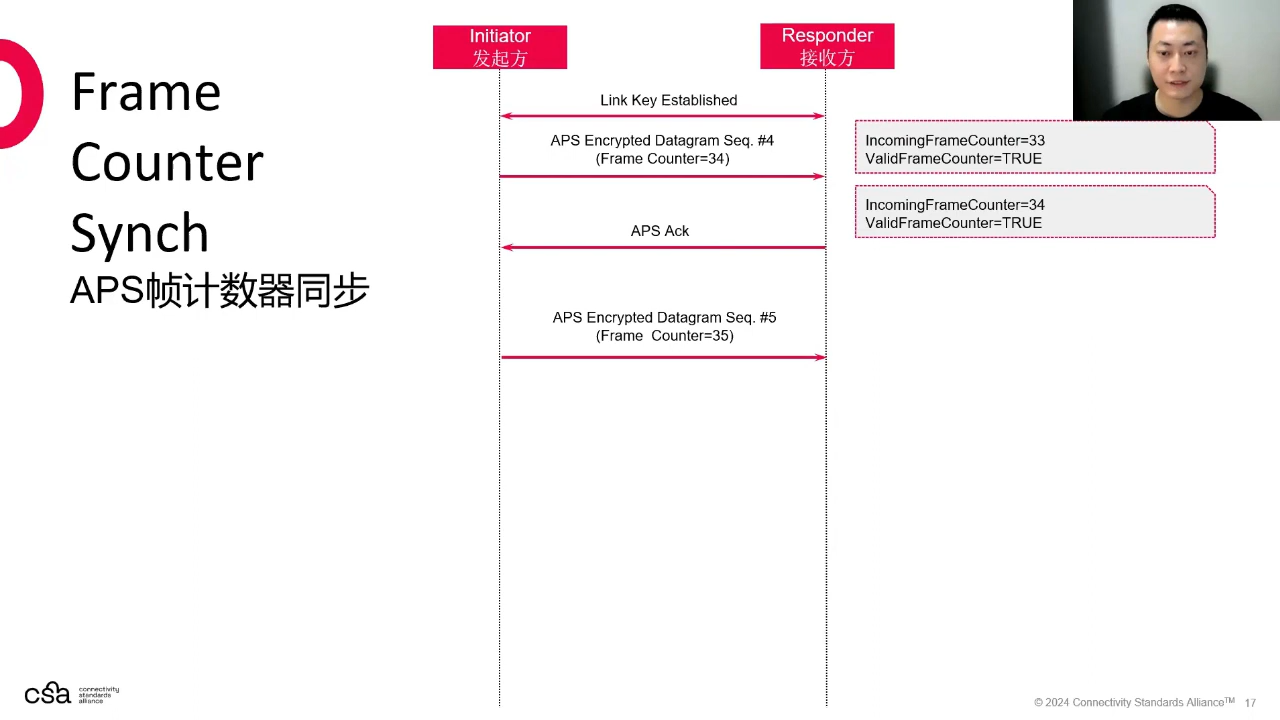 Frame
Counter
Synch
APS帧计数器同步
Initiator
发起方
Responder
接收方
Link Key Established
APS Encrypted Datagram Seq. #4
(Frame Counter=34)
IncomingFrameCounter=33
ValidFrameCounter=TRUE
IncomingFrameCounter=34
ValidFrameCounter=TRUE
APS Ack
APS Encrypted Datagram Seq. #5
(Frame Counter=35)
csa
connectivity
standards
alliance
© 2024 Connectivity Standards Alliance™ 17